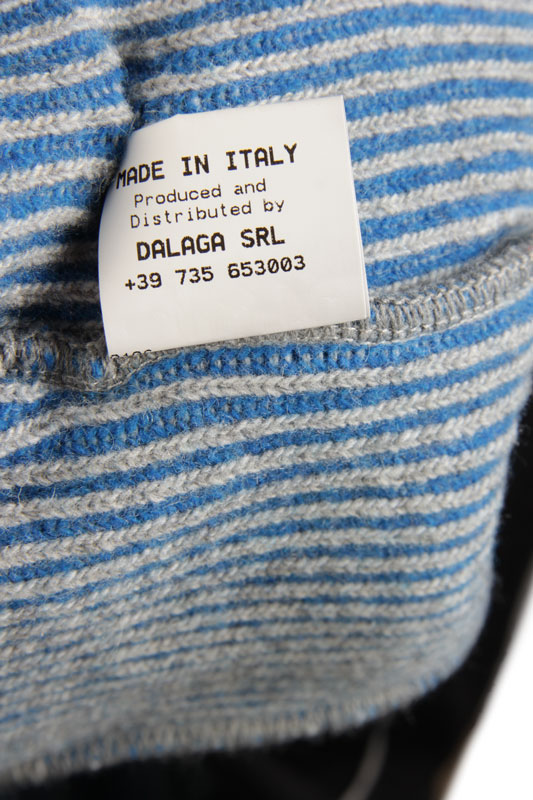 MADE IN ITALY
Produced and
Distributed by
DALAGA SRL
+39 735 653003